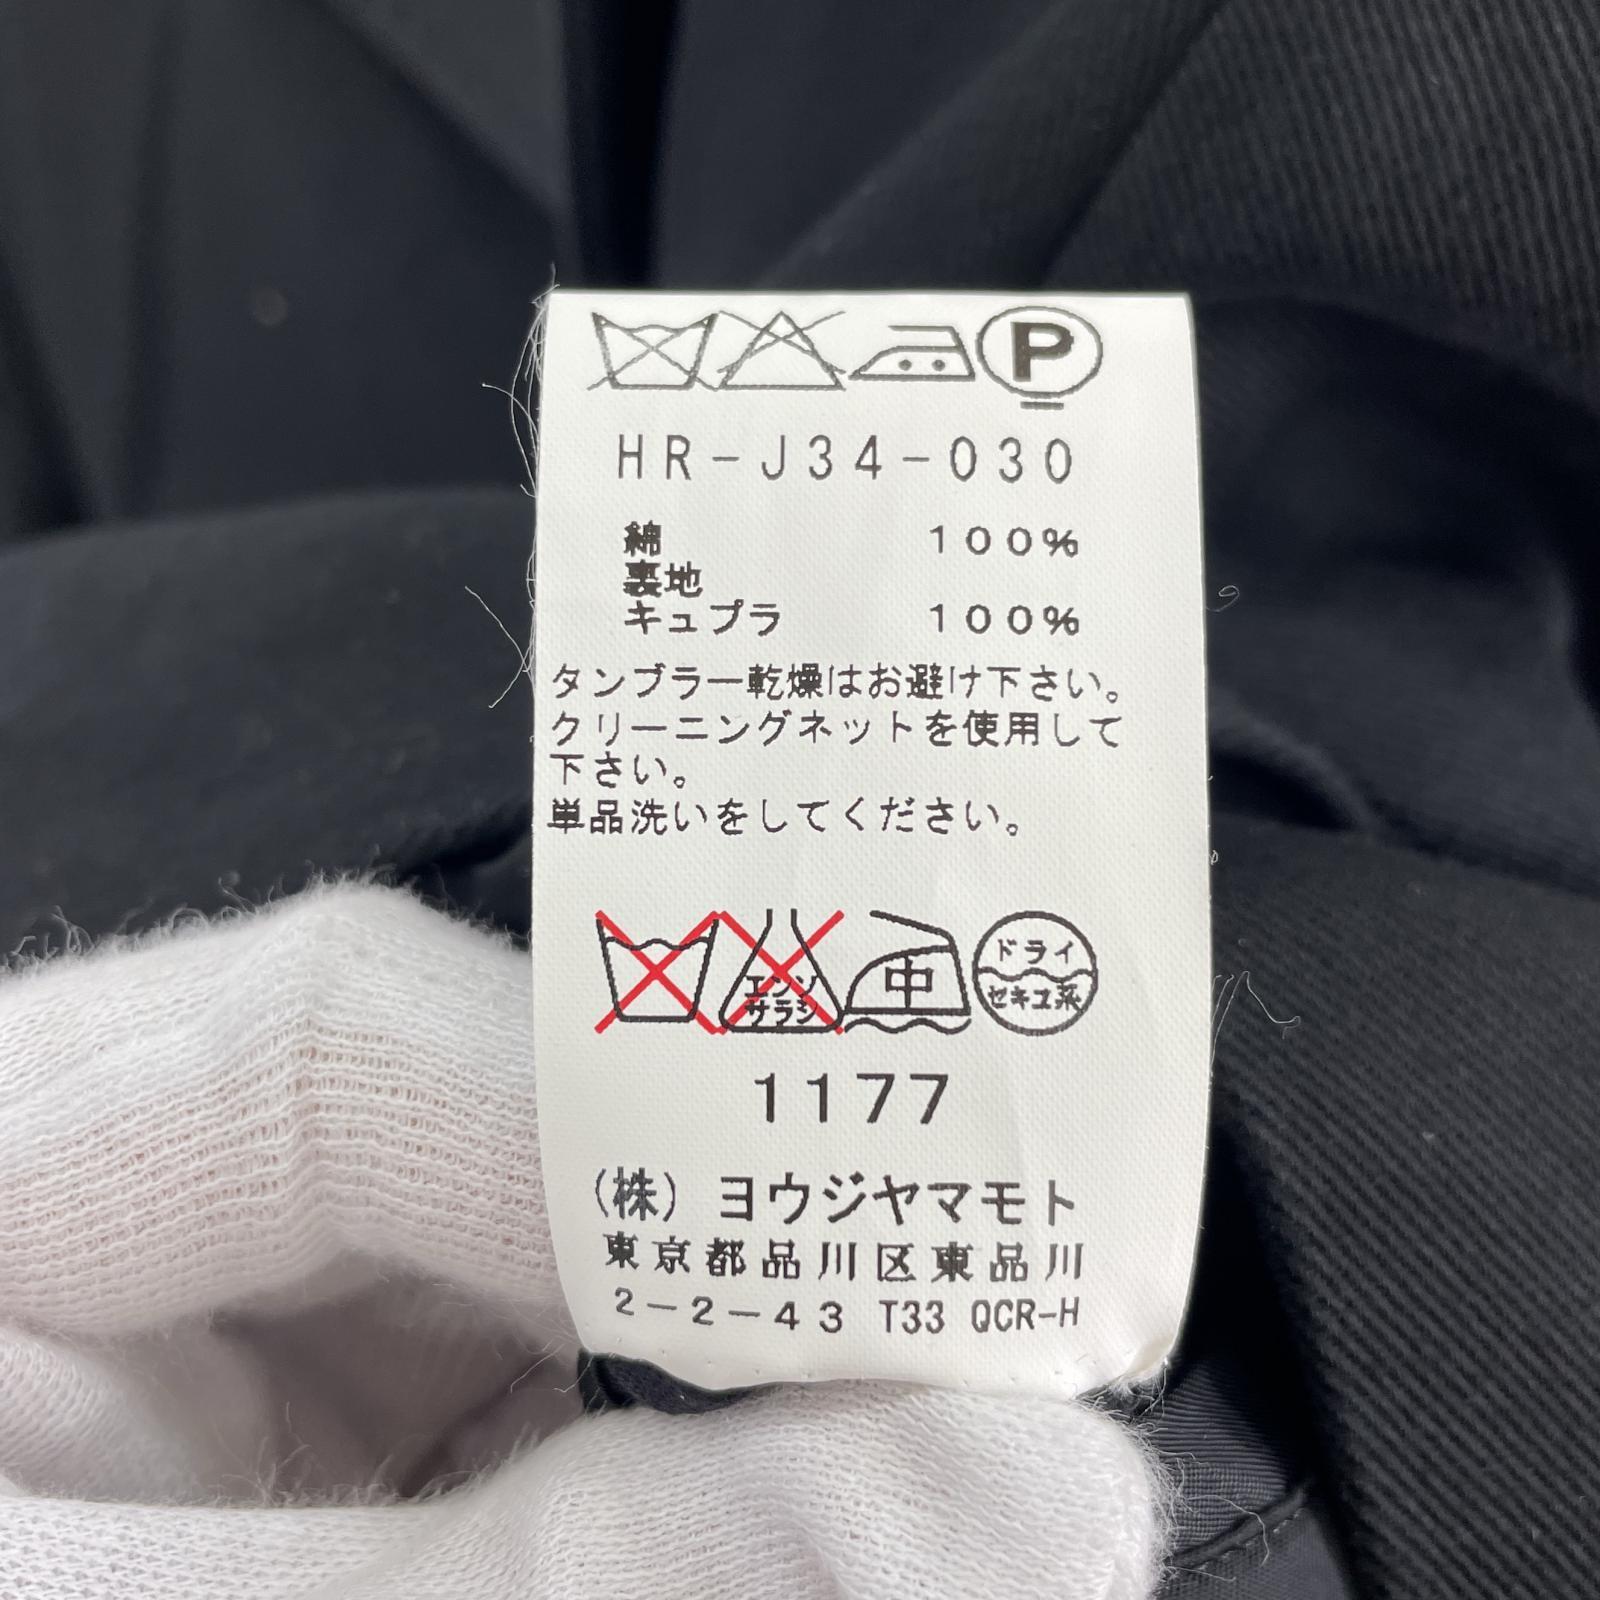 P
HR-J34-030
綿 100%
裏地
キュプラ 100%
タンブラー乾燥はお避け下さい。
クリーニングネットを使用して
下さい。
単品洗いをしてください。
エンソ
サラシ
中
ドライ
セキユ系
1177
(株)ヨウジヤマモト
東京都品川区東品川
2-2-43 T33 QCR-H